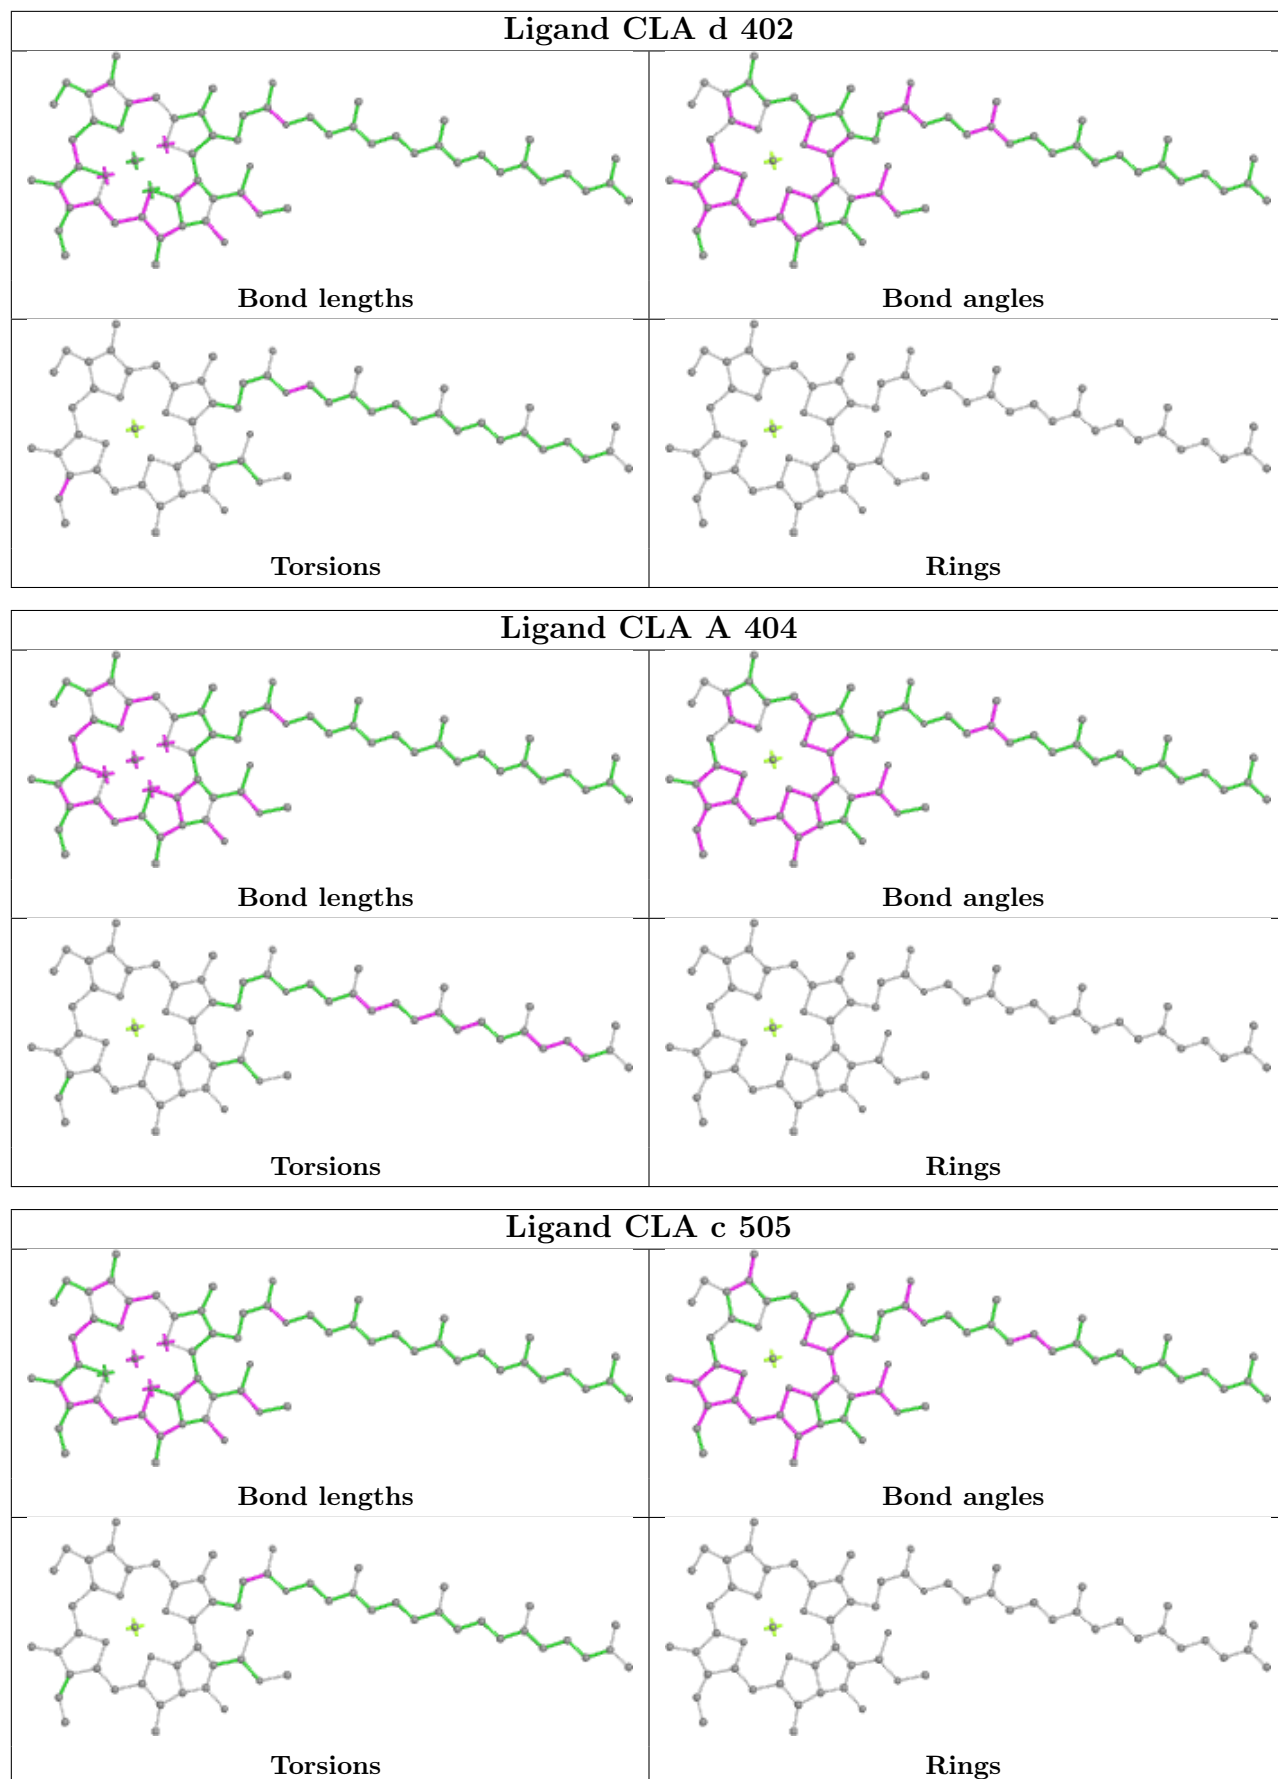 Ligand CLA d 402
Bond lengths
Bond angles
Torsions
Rings
Ligand CLA A 404
Bond lengths
Bond angles
Torsions
Rings
Ligand CLA c 505
Bond lengths
Bond angles
Torsions
Rings